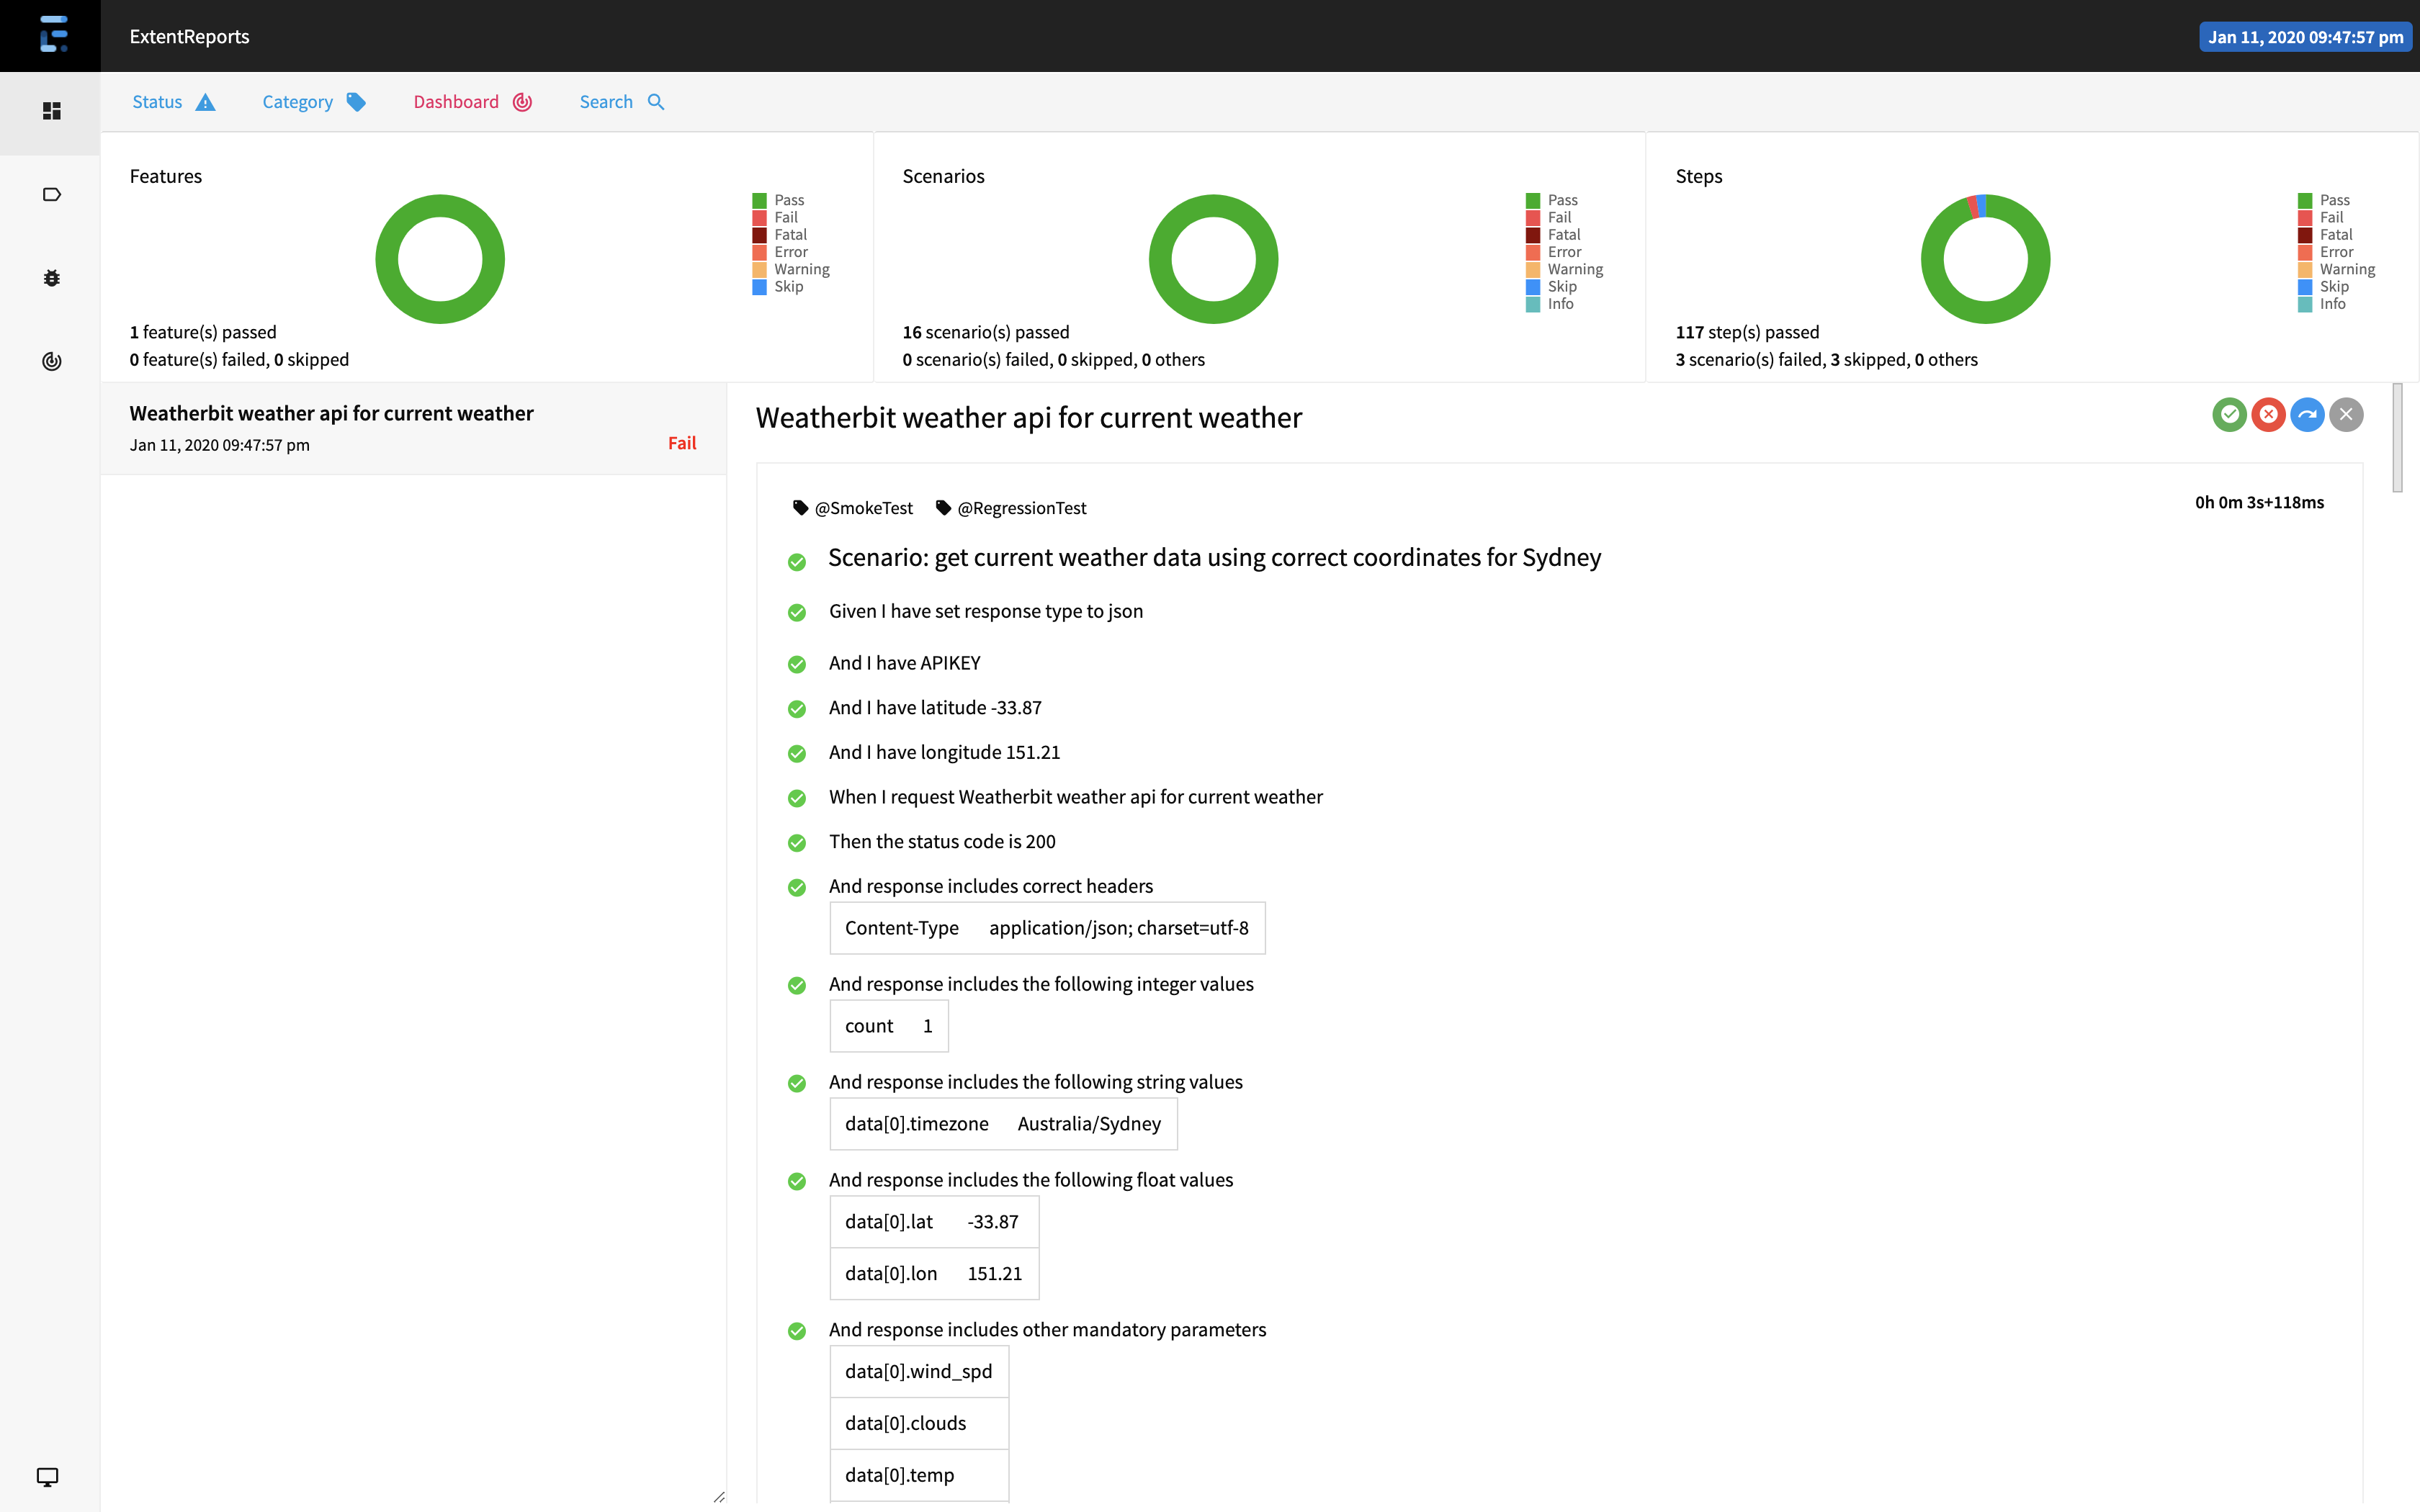 ExtentReports
Jan 11, 2020 09:47:57 pm
Status
Category
Dashboard
Search
Features
Pass
Fail
Fatal
Error
Warning
Skip
1 feature(s) passed
0 feature(s) failed, 0 skipped
Scenarios
Pass
Fail
Fatal
Error
Warning
Skip
Info
16 scenario(s) passed
0 scenario(s) failed, 0 skipped, 0 others
Steps
Pass
Fail
Fatal
Error
Warning
Skip
Info
117 step(s) passed
3 scenario(s) failed, 3 skipped, 0 others
Weatherbit weather api for current weather
Jan 11, 2020 09:47:57 pm
Fail
Weatherbit weather api for current weather
@SmokeTest @RegressionTest
0h 0m 3s+118ms
Scenario: get current weather data using correct coordinates for Sydney
Given I have set response type to json
And I have APIKEY
And I have latitude -33.87
And I have longitude 151.21
When I request Weatherbit weather api for current weather
Then the status code is 200
And response includes correct headers
Content-Type application/json; charset=utf-8
And response includes the following integer values
count 1
And response includes the following string values
data[0].timezone Australia/Sydney
And response includes the following float values
data[0].lat -33.87
data[0].lon 151.21
And response includes other mandatory parameters
data[0].wind_spd
data[0].clouds
data[0].temp